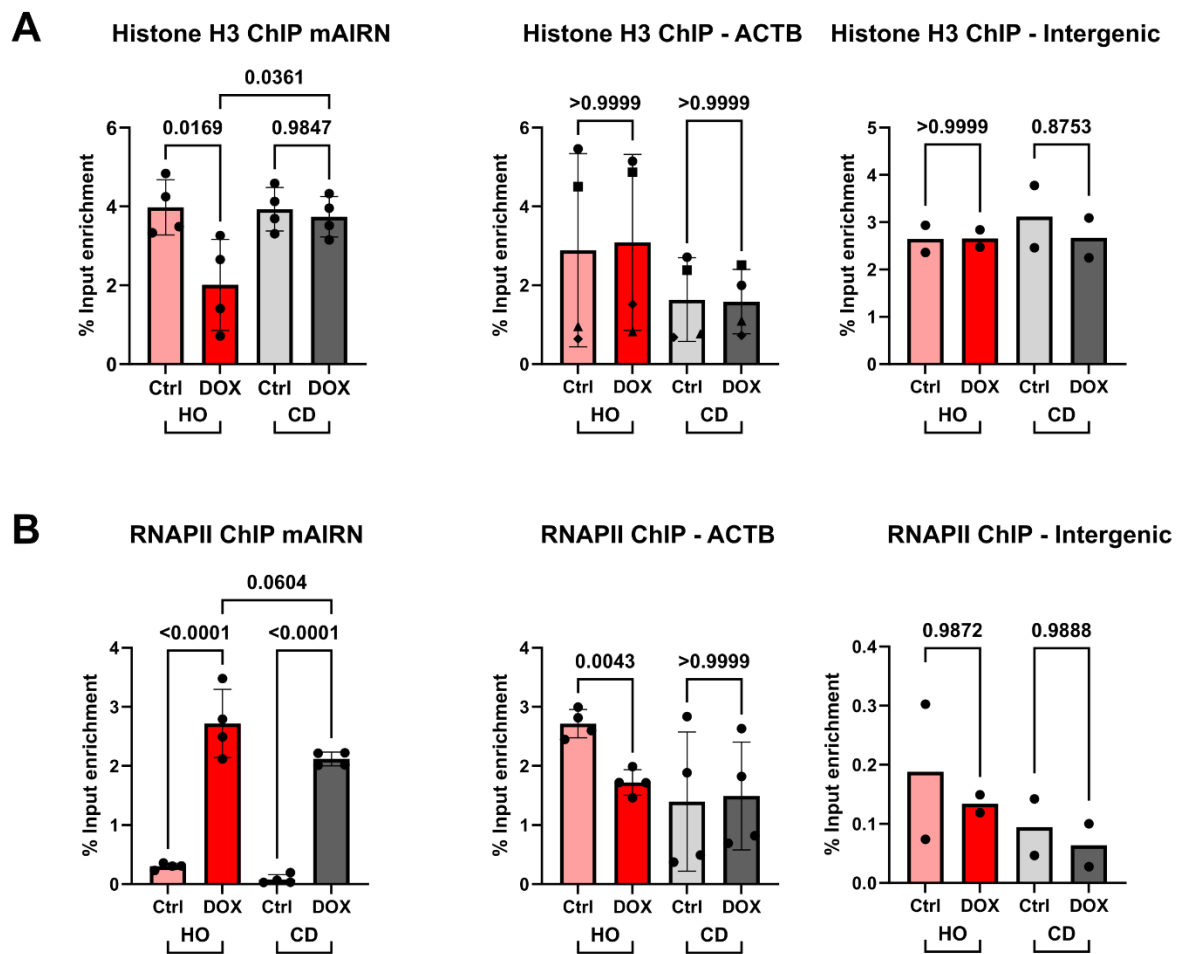 A
Histone H3 ChIP mAIRN
Histone H3 ChIP - ACTB
Histone H3 ChIP - Intergenic
0.0361
0.0169
0.9847
>0.9999
>0.9999
>0.9999
0.8753
% Input enrichment
6
4
2
0
Ctrl DOX Ctrl DOX
HO CD
% Input enrichment
6
4
2
0
Ctrl DOX Ctrl DOX
HO CD
% Input enrichment
5
4
3
2
1
0
Ctrl DOX Ctrl DOX
HO CD
B
RNAPII ChIP mAIRN
RNAPII ChIP - ACTB
RNAPII ChIP - Intergenic
0.0604
<0.0001
<0.0001
0.0043
>0.9999
0.9872
0.9888
% Input enrichment
4
3
2
1
0
Ctrl DOX Ctrl DOX
HO CD
% Input enrichment
4
3
2
1
0
Ctrl DOX Ctrl DOX
HO CD
% Input enrichment
0.4
0.3
0.2
0.1
0.0
Ctrl DOX Ctrl DOX
HO CD